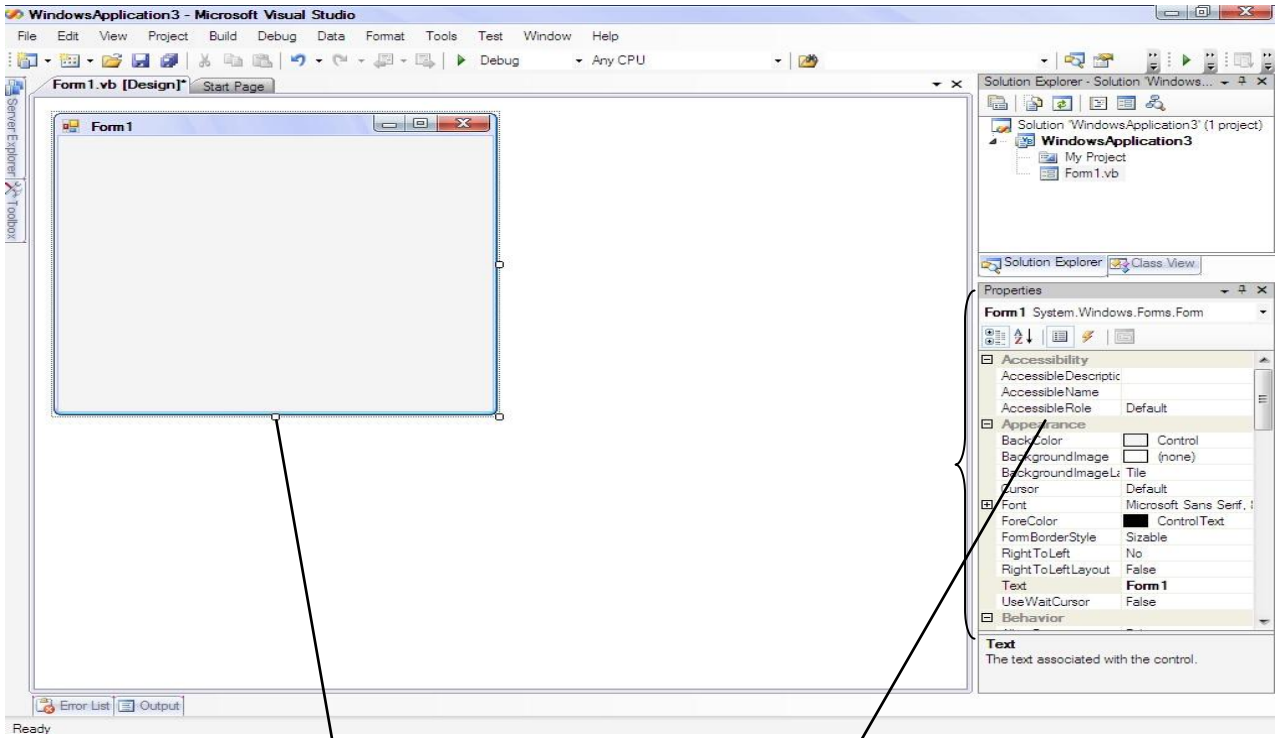 WindowsApplication3 - Microsoft Visual Studio
File Edit View Project Build Debug Data Format Tools Test Window Help
Debug Any CPU
Form1.vb [Design]* Start Page
Server Explorer
Toolbox
Form1
Solution Explorer - Solution 'Windows...
Solution 'WindowsApplication3' (1 project)
WindowsApplication3
My Project
Form1.vb
Solution Explorer Class View
Properties
Form1 System.Windows.Forms.Form
Accessibility
AccessibleDescriptic
AccessibleName
AccessibleRole Default
Appearance
BackColor Control
BackgroundImage (none)
BackgroundImageLa Tile
Cursor Default
Font Microsoft Sans Serif,
ForeColor ControlText
FormBorderStyle Sizable
RightToLeft No
RightToLeftLayout False
Text Form1
UseWaitCursor False
Behavior
Text
The text associated with the control.
Error List Output
Ready